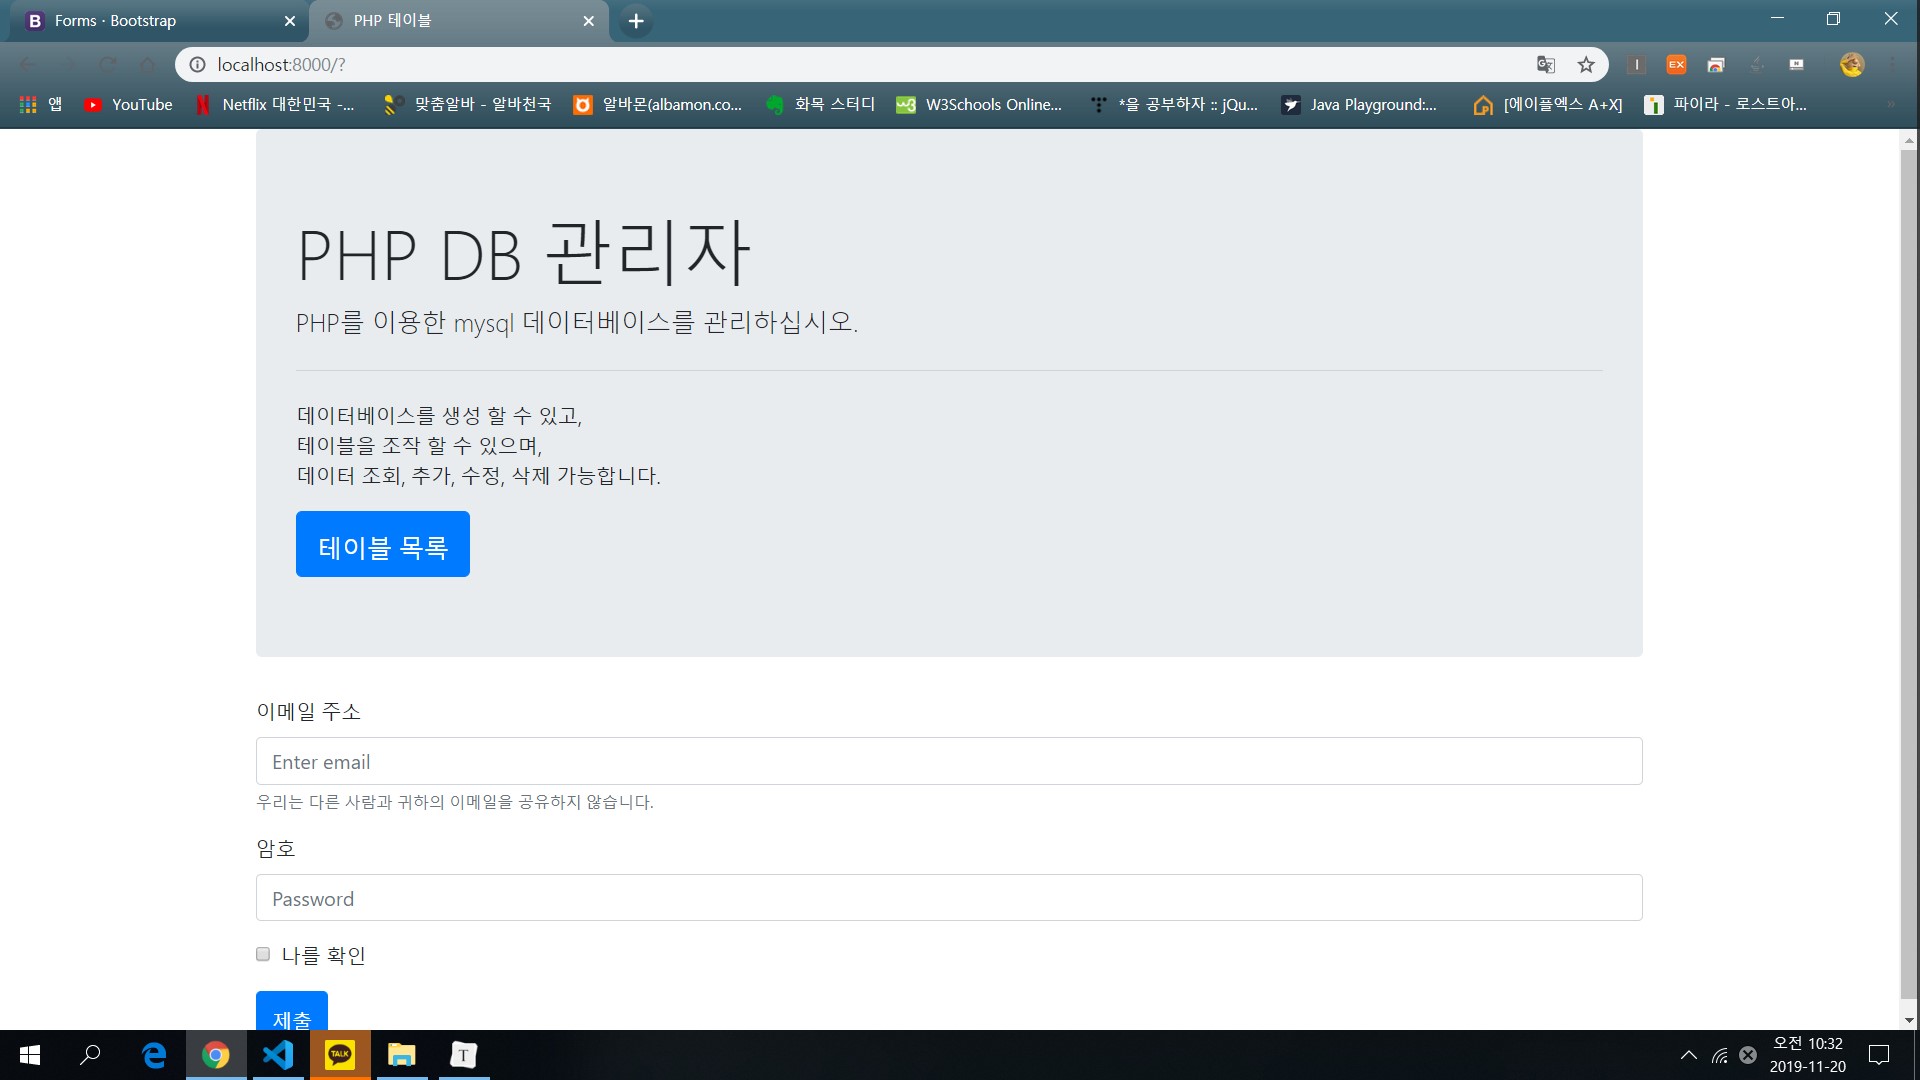 Forms · Bootstrap
PHP 테이블
localhost:8000/?
앱
YouTube
Netflix 대한민국 -...
맞춤알바 - 알바천국
알바몬(albamon.co...
화목 스터디
W3Schools Online...
*을 공부하자 :: jQu...
Java Playground:...
[에이플엑스 A+X]
파이라 - 로스트아...
PHP DB 관리자
PHP를 이용한 mysql 데이터베이스를 관리하십시오.
데이터베이스를 생성 할 수 있고,
테이블을 조작 할 수 있으며,
데이터 조회, 추가, 수정, 삭제 가능합니다.
테이블 목록
이메일 주소
Enter email
우리는 다른 사람과 귀하의 이메일을 공유하지 않습니다.
암호
Password
나를 확인
제출
TALK
오전 10:32
2019-11-20